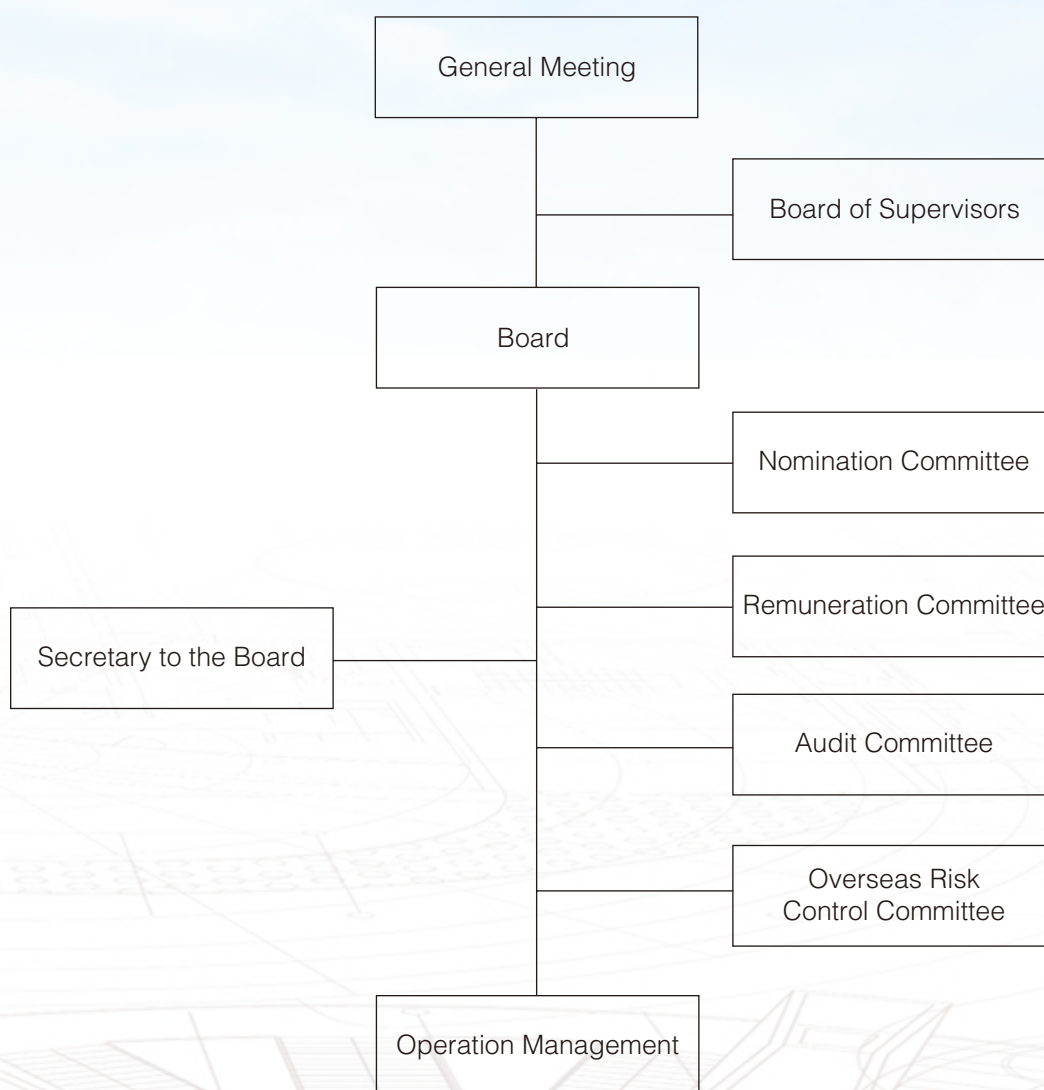 General Meeting
Board of Supervisors
Board
Nomination Committee
Remuneration Committee
Secretary to the Board
Audit Committee
Overseas Risk
Control Committee
Operation Management